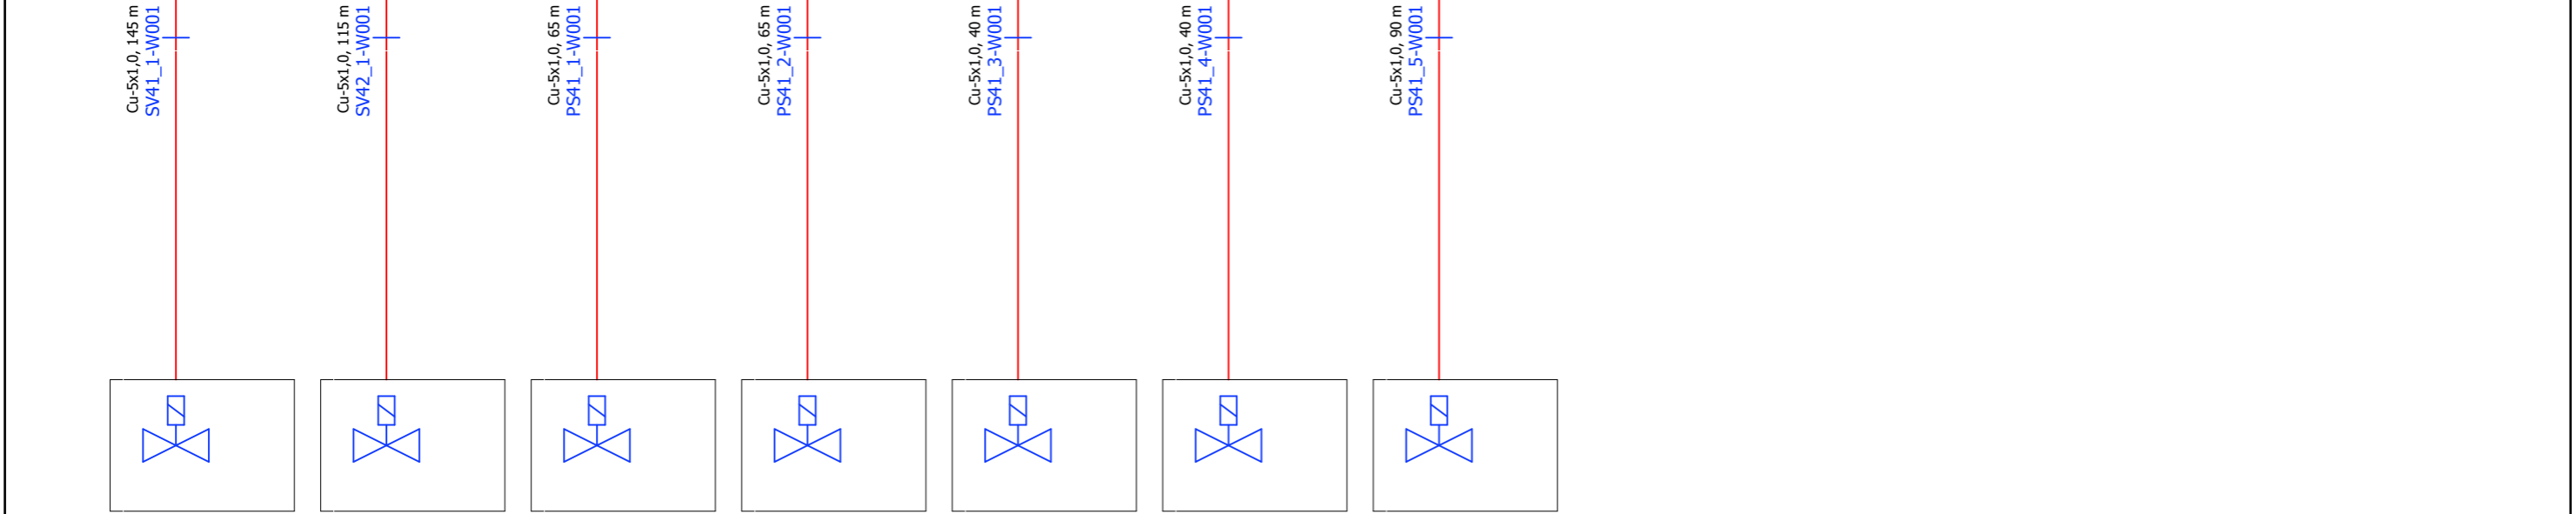 Cu-5x1,0, 145 m
SV41_1-W001
Cu-5x1,0, 115 m
SV42_1-W001
Cu-5x1,0, 65 m
PS41_1-W001
Cu-5x1,0, 65 m
PS41_2-W001
Cu-5x1,0, 40 m
PS41_3-W001
Cu-5x1,0, 40 m
PS41_4-W001
Cu-5x1,0, 90 m
PS41_5-W001